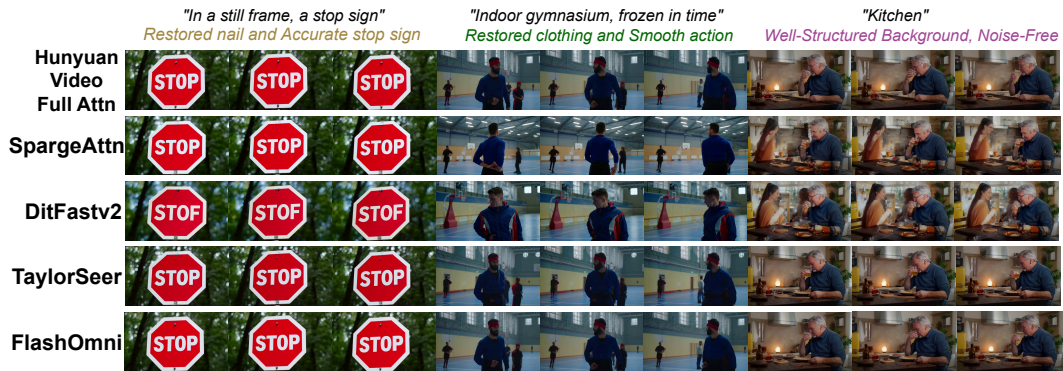 "In a still frame, a stop sign" "Indoor gymnasium, frozen in time" "Kitchen"
Restored nail and Accurate stop sign Restored clothing and Smooth action Well-Structured Background, Noise-Free
Hunyuan
Video
Full Attn
STOP STOP STOP
SpargeAttn
STOP STOP STOP
DitFastv2
STOF STOF STOF
TaylorSeer
STOP STOP STOP
FlashOmni
STOP STOP STOP